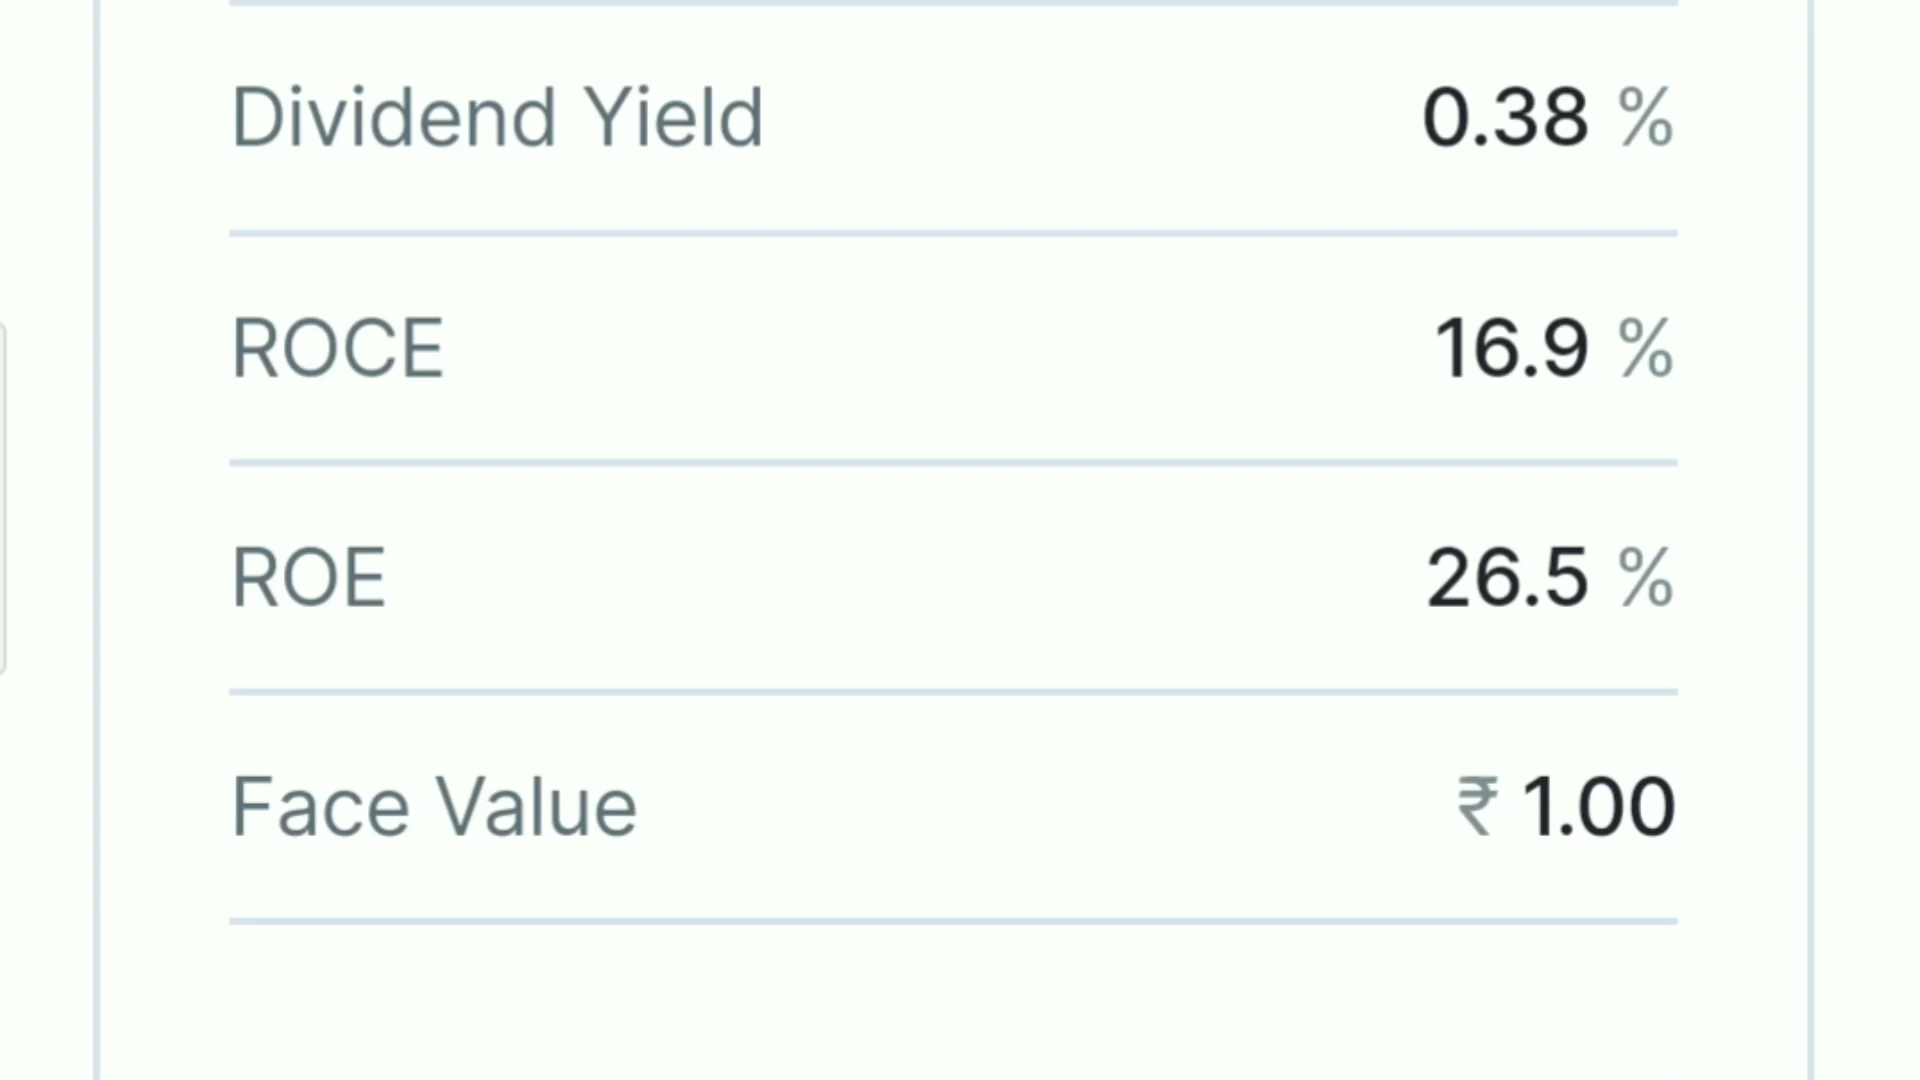 Dividend Yield 0.38 %
ROCE 16.9 %
ROE 26.5 %
Face Value ₹ 1.00